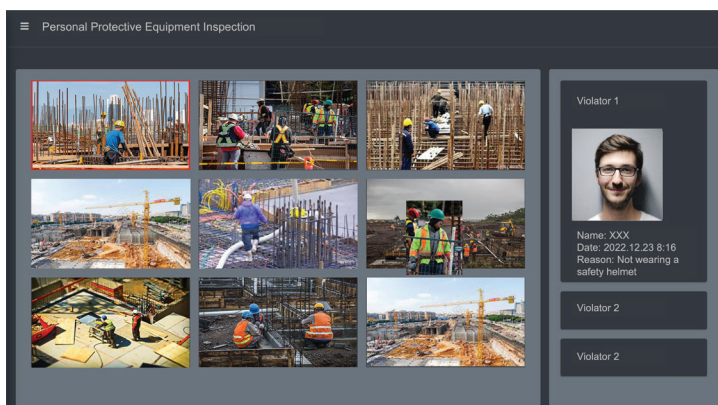 Personal Protective Equipment Inspection
Violator 1
Name: XXX
Date: 2022.12.23 8:16
Reason: Not wearing a
safety helmet
Violator 2
Violator 2